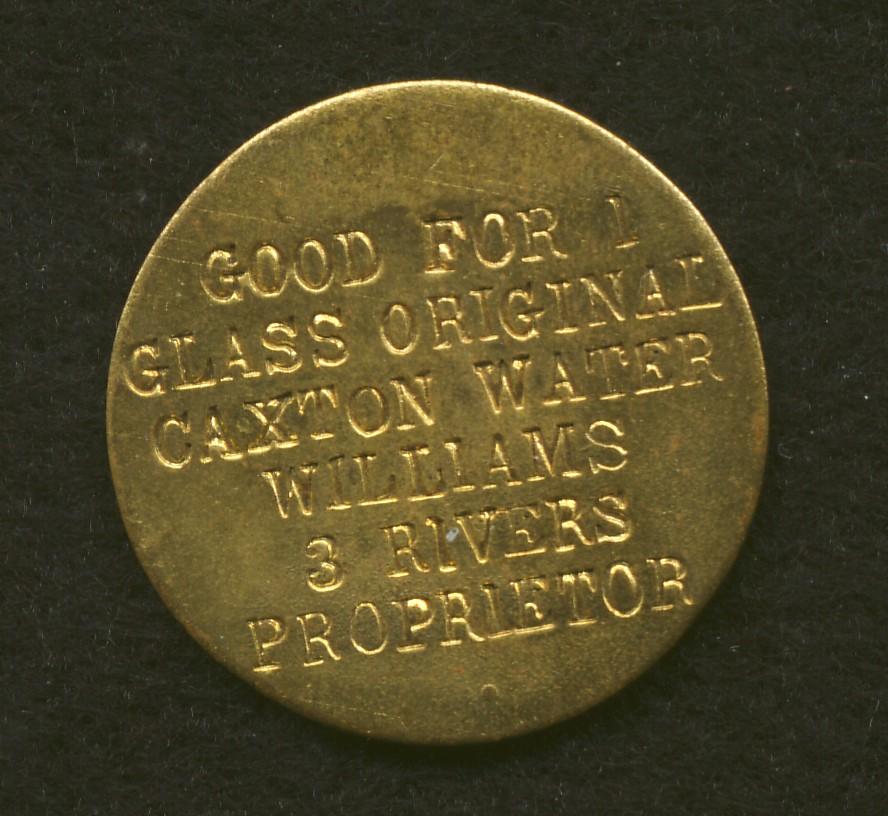 GOOD FOR 1
GLASS ORIGINAL
CAXTON WATER
WILLIAMS
3 RIVERS
PROPRIETOR